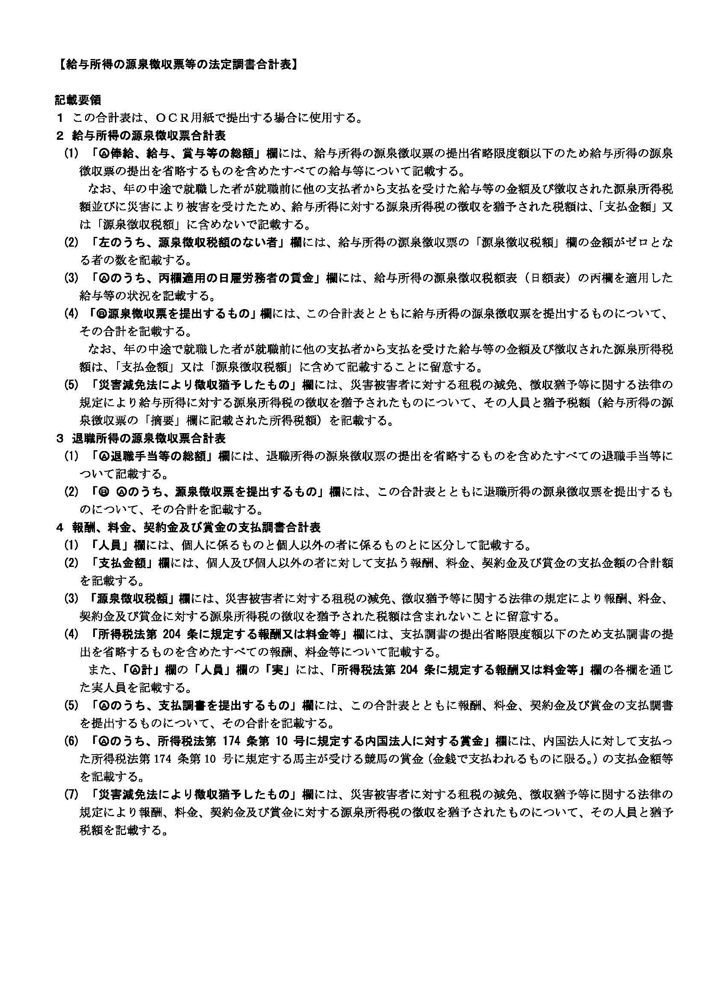 【給与所得の源泉徴収票等の法定調書合計表】
記載要領
１ この合計表は、ＯＣＲ用紙で提出する場合に使用する。
２ 給与所得の源泉徴収票合計表
(1) 「Ⓐ俸給、給与、賞与等の総額」欄には、給与所得の源泉徴収票の提出省略限度額以下のため給与所得の源泉
徴収票の提出を省略するものを含めたすべての給与等について記載する。
なお、年の中途で就職した者が就職前に他の支払者から支払を受けた給与等の金額及び徴収された源泉所得税
額並びに災害により被害を受けたため、給与所得に対する源泉所得税の徴収を猶予された税額は、「支払金額」又
は「源泉徴収税額」に含めないで記載する。
(2) 「左のうち、源泉徴収税額のない者」欄には、給与所得の源泉徴収票の「源泉徴収税額」欄の金額がゼロとな
る者の数を記載する。
(3) 「Ⓐのうち、丙欄適用の日雇労務者の賃金」欄には、給与所得の源泉徴収税額表（日額表）の丙欄を適用した
給与等の状況を記載する。
(4) 「Ⓑ源泉徴収票を提出するもの」欄には、この合計表とともに給与所得の源泉徴収票を提出するものについて、
その合計を記載する。
なお、年の中途で就職した者が就職前に他の支払者から支払を受けた給与等の金額及び徴収された源泉所得税
額は、「支払金額」又は「源泉徴収税額」に含めて記載することに留意する。
(5) 「災害減免法により徴収猶予したもの」欄には、災害被害者に対する租税の減免、徴収猶予等に関する法律の
規定により給与所得に対する源泉所得税の徴収を猶予されたものについて、その人員と猶予税額（給与所得の源
泉徴収票の「摘要」欄に記載された所得税額）を記載する。
３ 退職所得の源泉徴収票合計表
(1) 「Ⓐ退職手当等の総額」欄には、退職所得の源泉徴収票の提出を省略するものを含めたすべての退職手当等に
ついて記載する。
(2) 「Ⓑ Ⓐのうち、源泉徴収票を提出するもの」欄には、この合計表とともに退職所得の源泉徴収票を提出するも
のについて、その合計を記載する。
４ 報酬、料金、契約金及び賞金の支払調書合計表
(1) 「人員」欄には、個人に係るものと個人以外の者に係るものとに区分して記載する。
(2) 「支払金額」欄には、個人及び個人以外の者に対して支払う報酬、料金、契約金及び賞金の支払金額の合計額
を記載する。
(3) 「源泉徴収税額」欄には、災害被害者に対する租税の減免、徴収猶予等に関する法律の規定により報酬、料金、
契約金及び賞金に対する源泉所得税の徴収を猶予された税額は含まれないことに留意する。
(4) 「所得税法第 204 条に規定する報酬又は料金等」欄には、支払調書の提出省略限度額以下のため支払調書の提
出を省略するものを含めたすべての報酬、料金等について記載する。
また、「Ⓐ計」欄の「人員」欄の「実」には、「所得税法第 204 条に規定する報酬又は料金等」欄の各欄を通じ
た実人員を記載する。
(5) 「Ⓐのうち、支払調書を提出するもの」欄には、この合計表とともに報酬、料金、契約金及び賞金の支払調書
を提出するものについて、その合計を記載する。
(6) 「Ⓐのうち、所得税法第 174 条第 10 号に規定する内国法人に対する賞金」欄には、内国法人に対して支払っ
た所得税法第 174 条第 10 号に規定する馬主が受ける競馬の賞金（金銭で支払われるものに限る。）の支払金額等
を記載する。
(7) 「災害減免法により徴収猶予したもの」欄には、災害被害者に対する租税の減免、徴収猶予等に関する法律の
規定により報酬、料金、契約金及び賞金に対する源泉所得税の徴収を猶予されたものについて、その人員と猶予
税額を記載する。